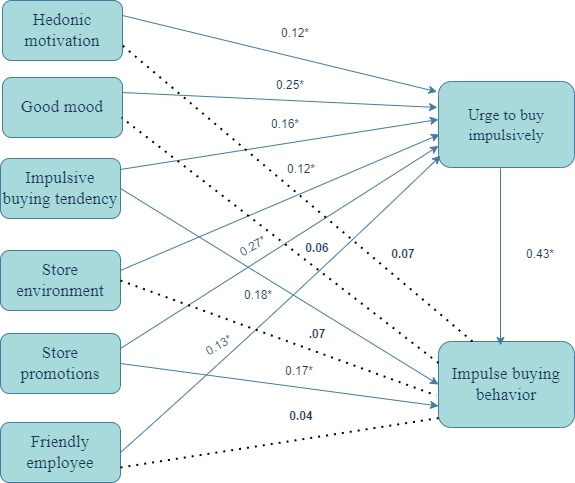 Hedonic
motivation
0.12*
Good mood
0.25*
Urge to buy
impulsively
0.16*
Impulsive
buying tendency
0.12*
Store
environment
0.27*
0.06
0.07
0.43*
0.18*
Store
promotions
0.13*
.07
0.17*
Impulse buying
behavior
0.04
Friendly
employee